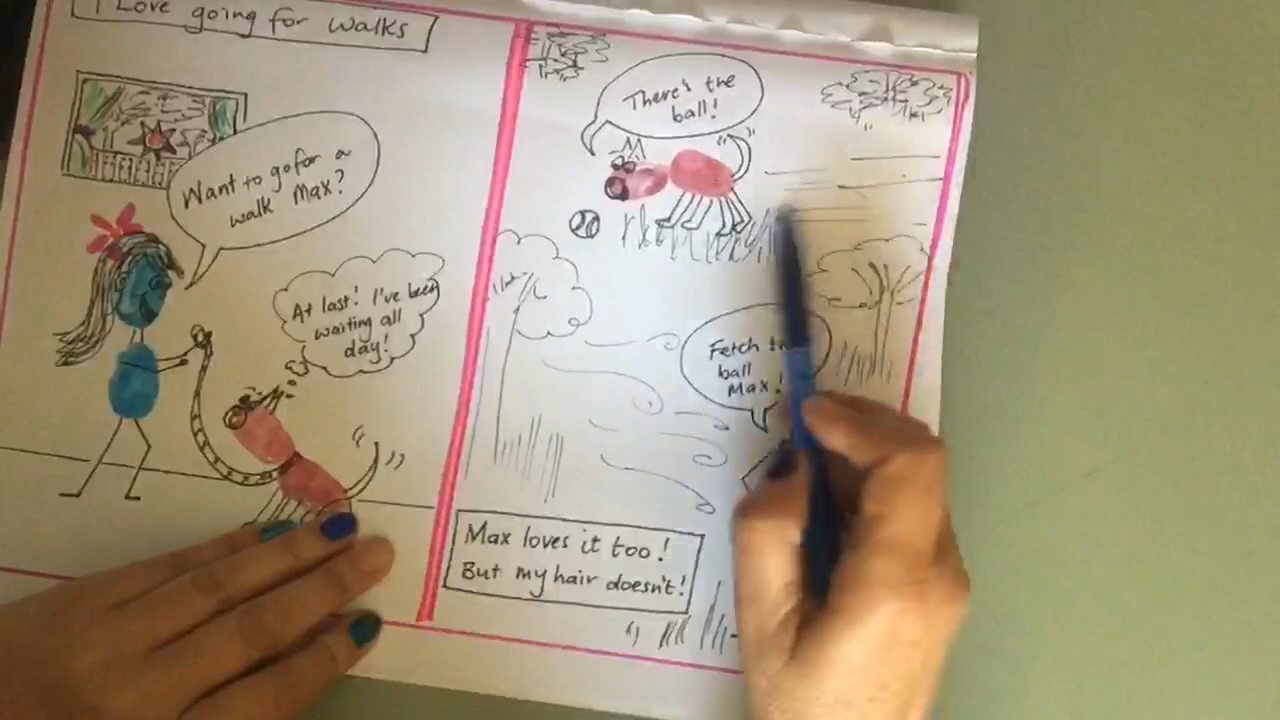 I Love going for walks
Want to go for a
walk Max?
At last! I've been
waiting all
day!
There's the
ball!
Fetch
ball
Max!
Max loves it too!
But my hair doesn't!